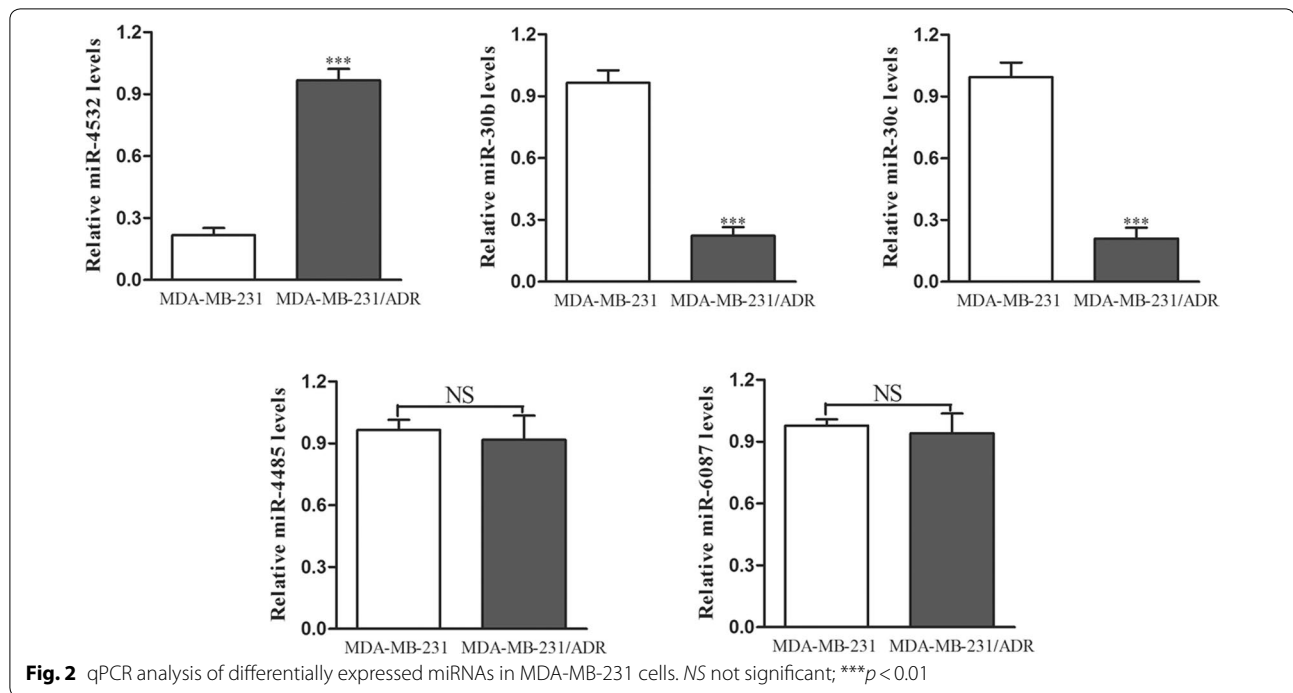 Relative miR-4532 levels
1.2
0.9
0.6
0.3
0.0
***
MDA-MB-231 MDA-MB-231/ADR
Relative miR-30b levels
1.2
0.9
0.6
0.3
0.0
***
MDA-MB-231 MDA-MB-231/ADR
Relative miR-30c levels
1.2
0.9
0.6
0.3
0.0
***
MDA-MB-231 MDA-MB-231/ADR
Relative miR-4485 levels
1.2
0.9
0.6
0.3
0.0
NS
MDA-MB-231 MDA-MB-231/ADR
Relative miR-6087 levels
1.2
0.9
0.6
0.3
0.0
NS
MDA-MB-231 MDA-MB-231/ADR
Fig. 2 qPCR analysis of differentially expressed miRNAs in MDA-MB-231 cells. NS not significant; ***p < 0.01